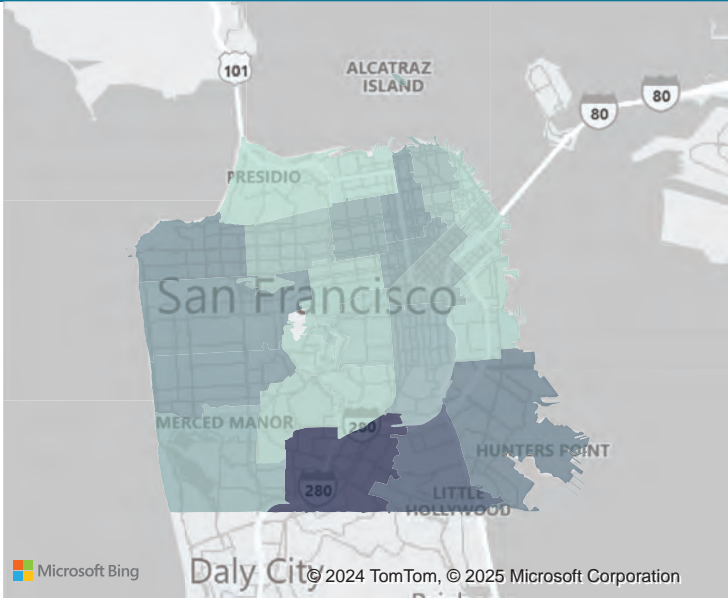 101
ALCATRAZ
ISLAND
80
80
PRESIDIO
San Francisco
MERCED MANOR
280
HUNTERS POINT
280
LITTLE
HOLLYWOOD
Microsoft Bing
Daly City
© 2024 TomTom, © 2025 Microsoft Corporation